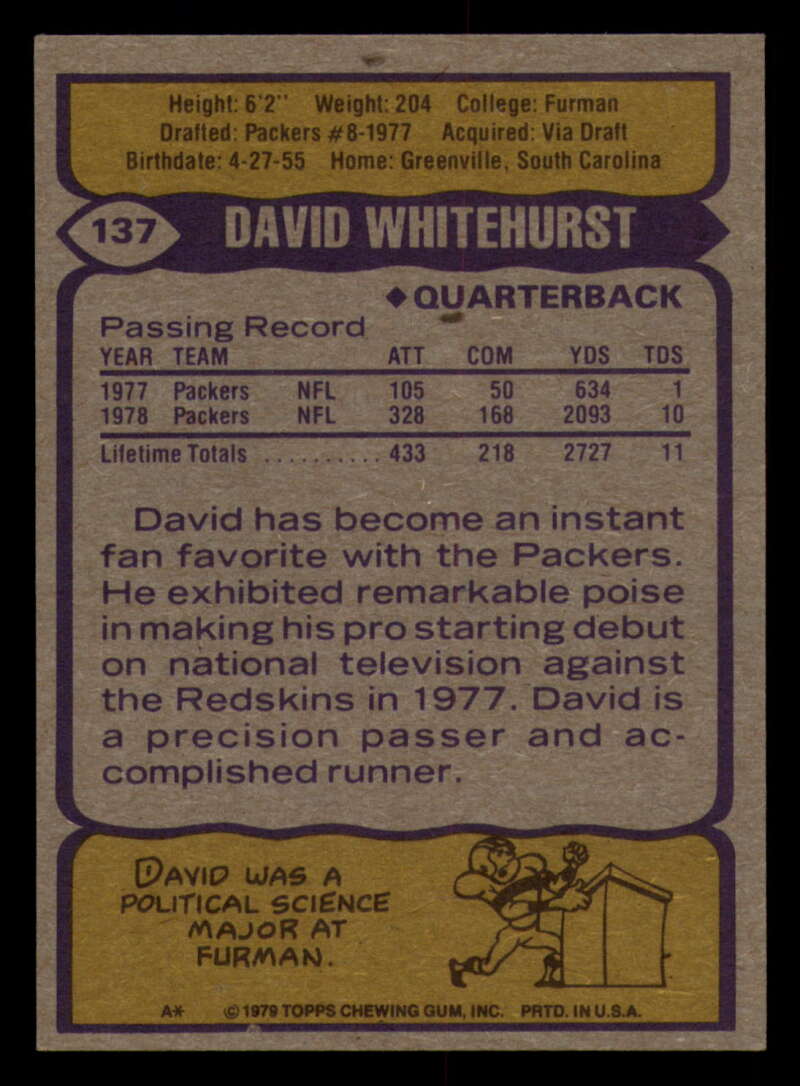 Height: 6'2" Weight: 204 College: Furman
Drafted: Packers #8-1977 Acquired: Via Draft
Birthdate: 4-27-55 Home: Greenville, South Carolina
137 DAVID WHITEHURST
◆QUARTERBACK
Passing Record
YEAR TEAM ATT COM YDS TDS
1977 Packers NFL 105 50 634 1
1978 Packers NFL 328 168 2093 10
Lifetime Totals .......... 433 218 2727 11
David has become an instant
fan favorite with the Packers.
He exhibited remarkable poise
in making his pro starting debut
on national television against
the Redskins in 1977. David is
a precision passer and ac-
complished runner.
DAVID WAS A
POLITICAL SCIENCE
MAJOR AT
FURMAN.
A* © 1979 TOPPS CHEWING GUM, INC. PRTD. IN U.S.A.